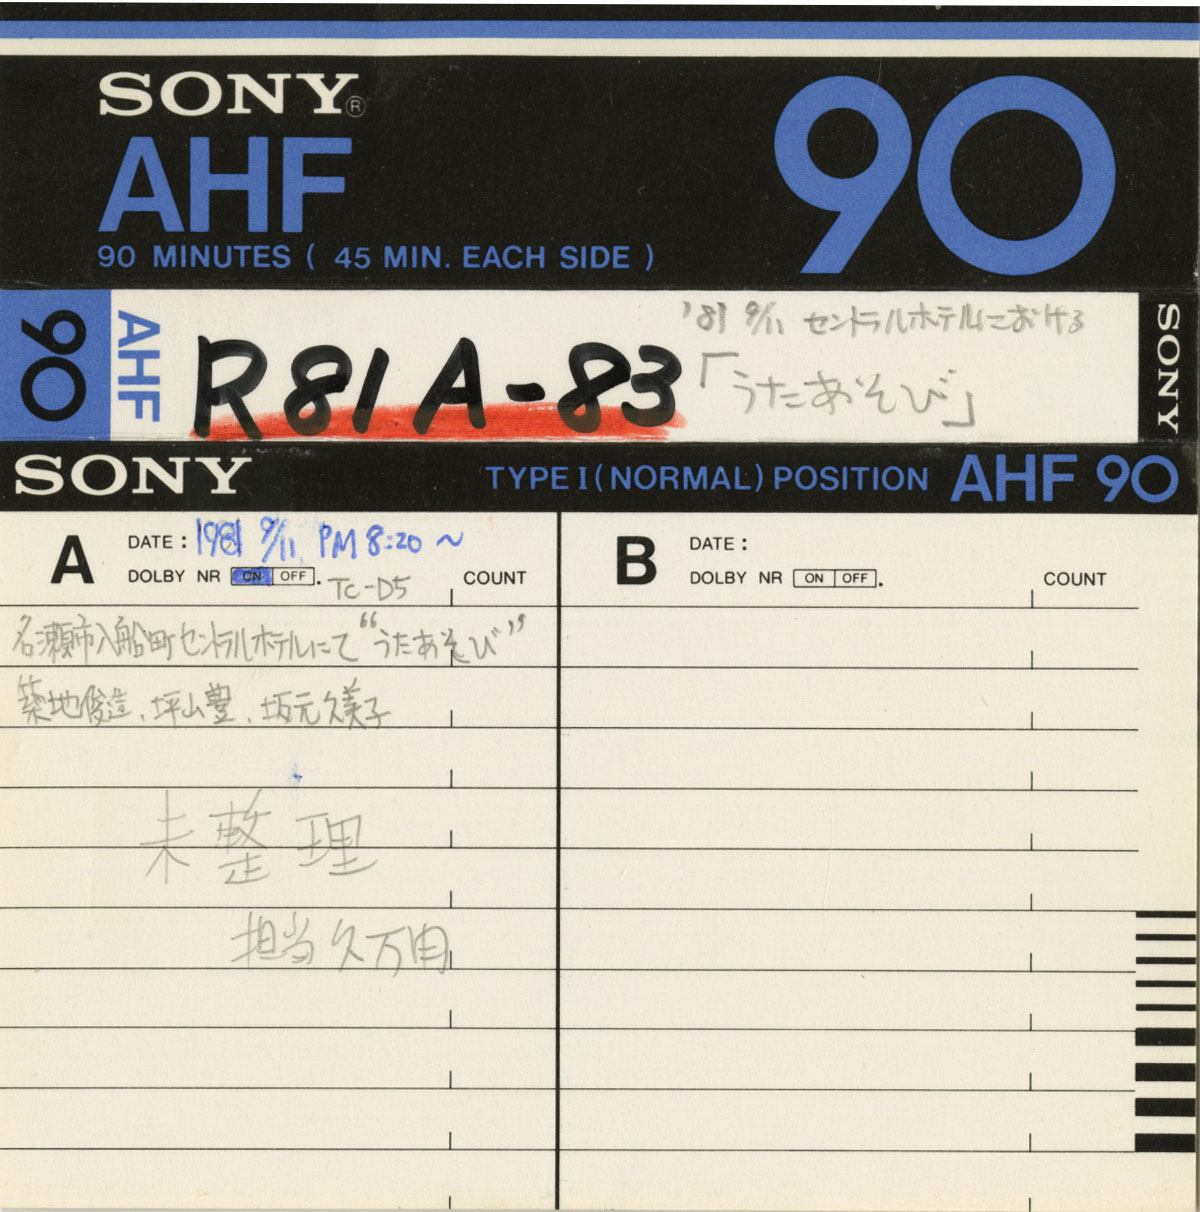 SONY®
AHF
90
90 MINUTES ( 45 MIN. EACH SIDE )
90
AHF
R81A-83
'81 9/11 セントラルホテルにおける
「うたあそび」
SONY
SONY
TYPE I (NORMAL) POSITION AHF 90
A
DATE: 1981 9/11 PM 8:20 ~
DOLBY NR ON OFF. TC-D5
COUNT
名瀬市入船町セントラルホテルにて“うたあそび”
築地俊造、坪山豊、坂元久美子
未整理
担当久万田
B
DATE:
DOLBY NR ON OFF.
COUNT